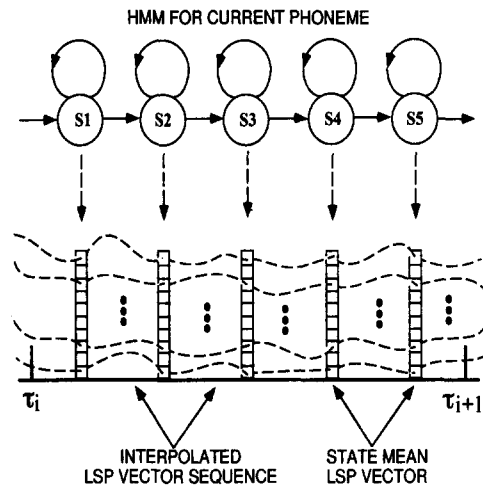 HMM FOR CURRENT PHONEME
S1 S2 S3 S4 S5
τi τi+1
INTERPOLATED STATE MEAN
LSP VECTOR SEQUENCE LSP VECTOR